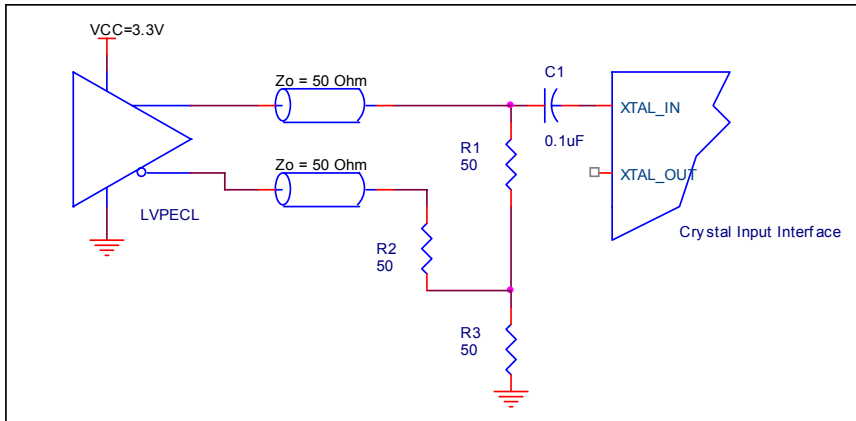 VCC=3.3V
Zo = 50 Ohm
C1
0.1uF
XTAL_IN
R1
50
Zo = 50 Ohm
XTAL_OUT
LVPECL
Crystal Input Interface
R2
50
R3
50